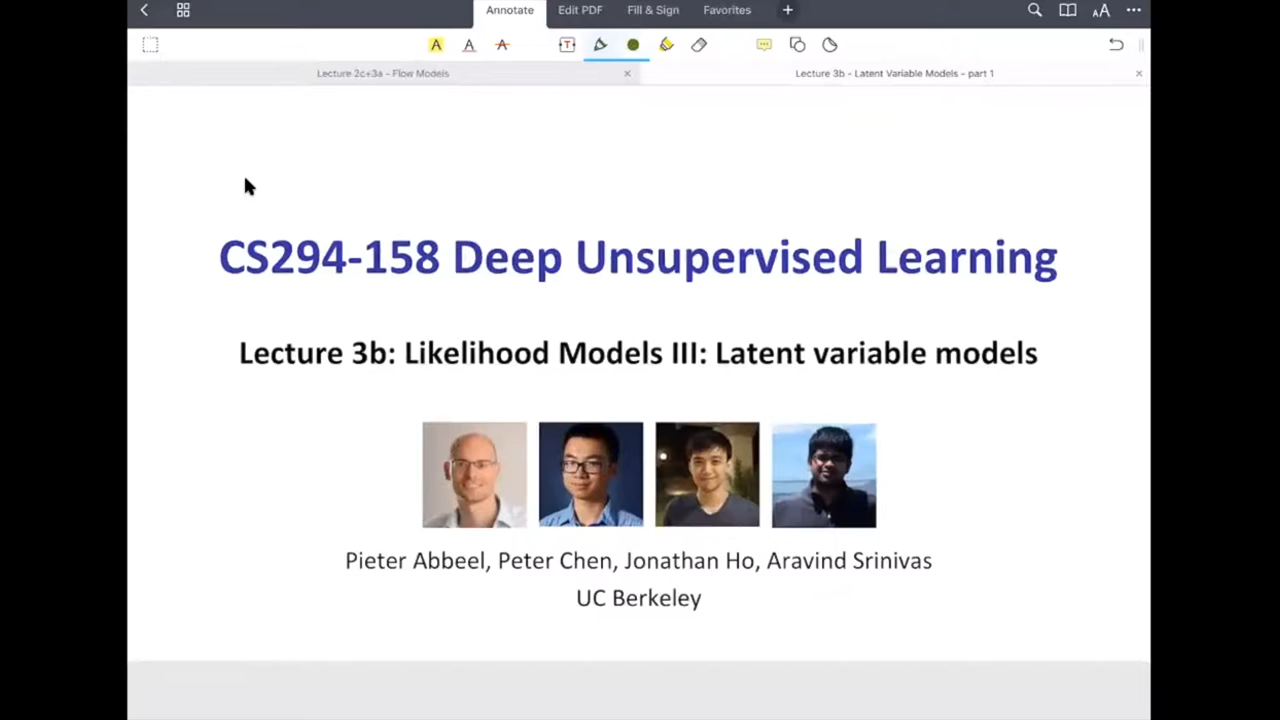 Annotate Edit PDF Fill & Sign Favorites
Lecture 2c+3a - Flow Models
Lecture 3b - Latent Variable Models - part 1
CS294-158 Deep Unsupervised Learning
Lecture 3b: Likelihood Models III: Latent variable models
Pieter Abbeel, Peter Chen, Jonathan Ho, Aravind Srinivas
UC Berkeley